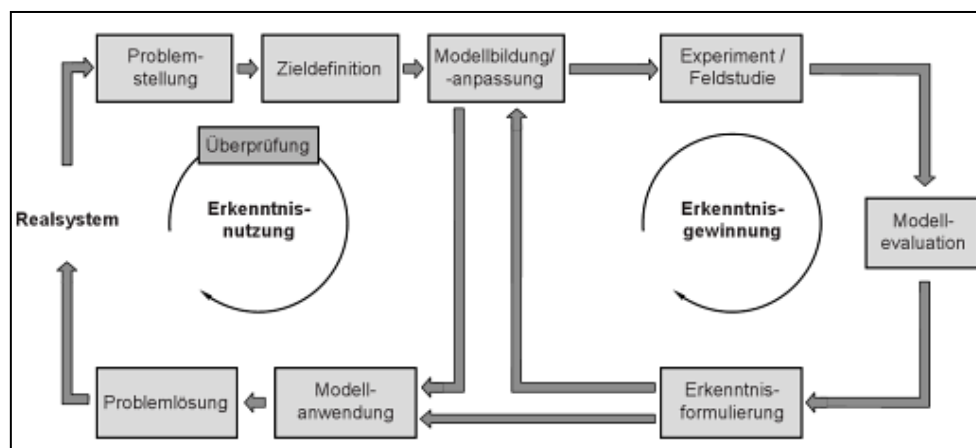 Problem-
stellung
Zieldefinition
Modellbildung/
-anpassung
Experiment /
Feldstudie
Überprüfung
Realsystem
Erkenntnis-
nutzung
Erkenntnis-
gewinnung
Modell-
evaluation
Problemlösung
Modell-
anwendung
Erkenntnis-
formulierung